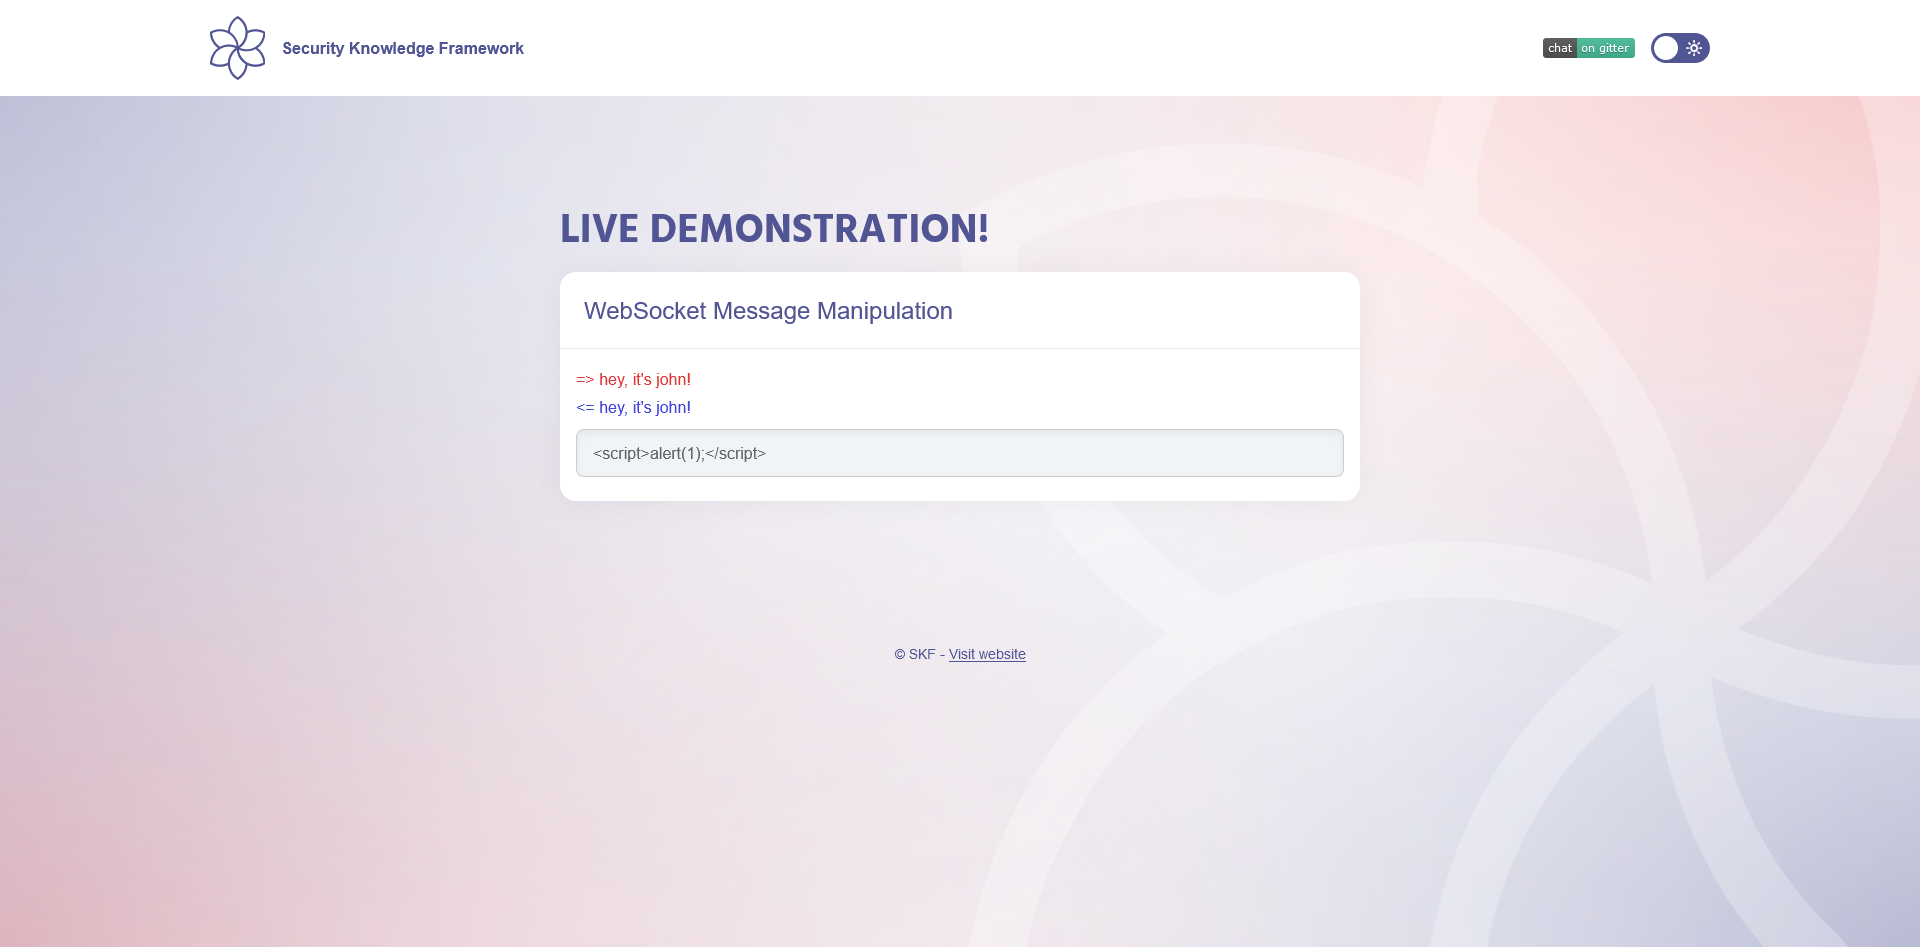 Security Knowledge Framework
chat on gitter
LIVE DEMONSTRATION!
WebSocket Message Manipulation
=> hey, it's john!
<= hey, it's john!
<script>alert(1);</script>
© SKF - Visit website